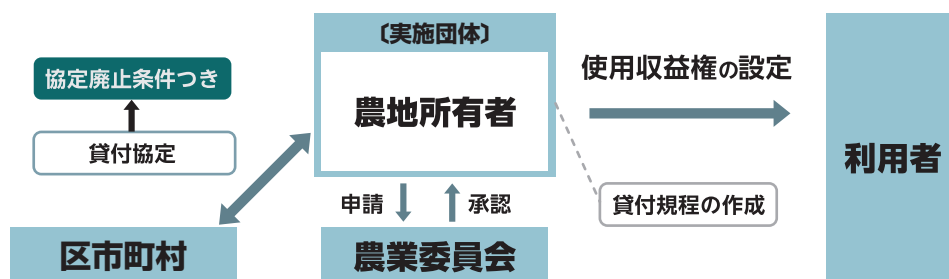 〔実施団体〕
農地所有者
協定廃止条件つき
貸付協定
使用収益権の設定
利用者
貸付規程の作成
申請
承認
区市町村
農業委員会